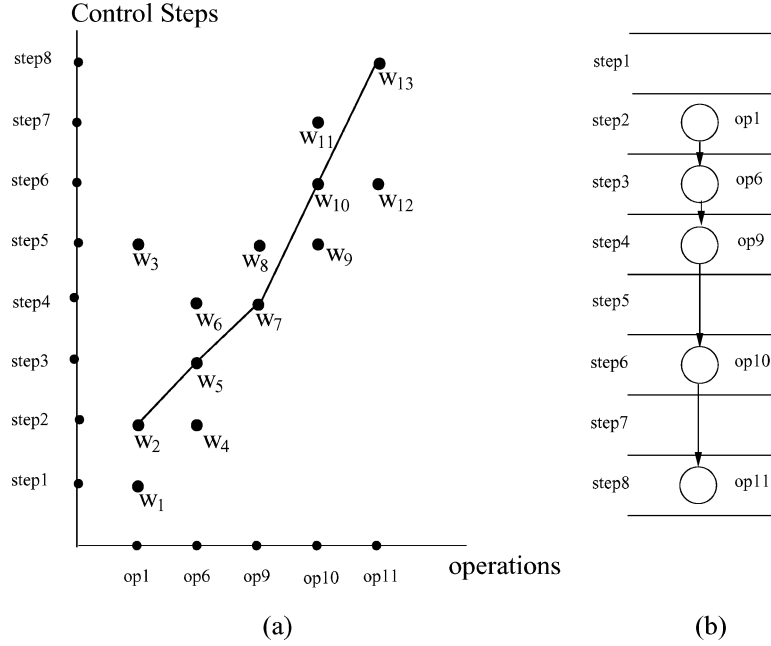 Control Steps
step8
W13
step7
W11
step6
W10
W12
step5
W3
W8
W9
step4
W6
W7
step3
W5
step2
W2
W4
step1
W1
op1 op6 op9 op10 op11
operations
(a)
step1
step2 op1
step3 op6
step4 op9
step5
step6 op10
step7
step8 op11
(b)